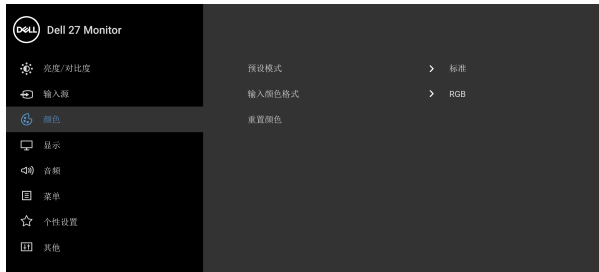 DELL Dell 27 Monitor
亮度/对比度
输入源
颜色
显示
音频
菜单
个性设置
其他
预设模式 > 标准
输入颜色格式 > RGB
重置颜色